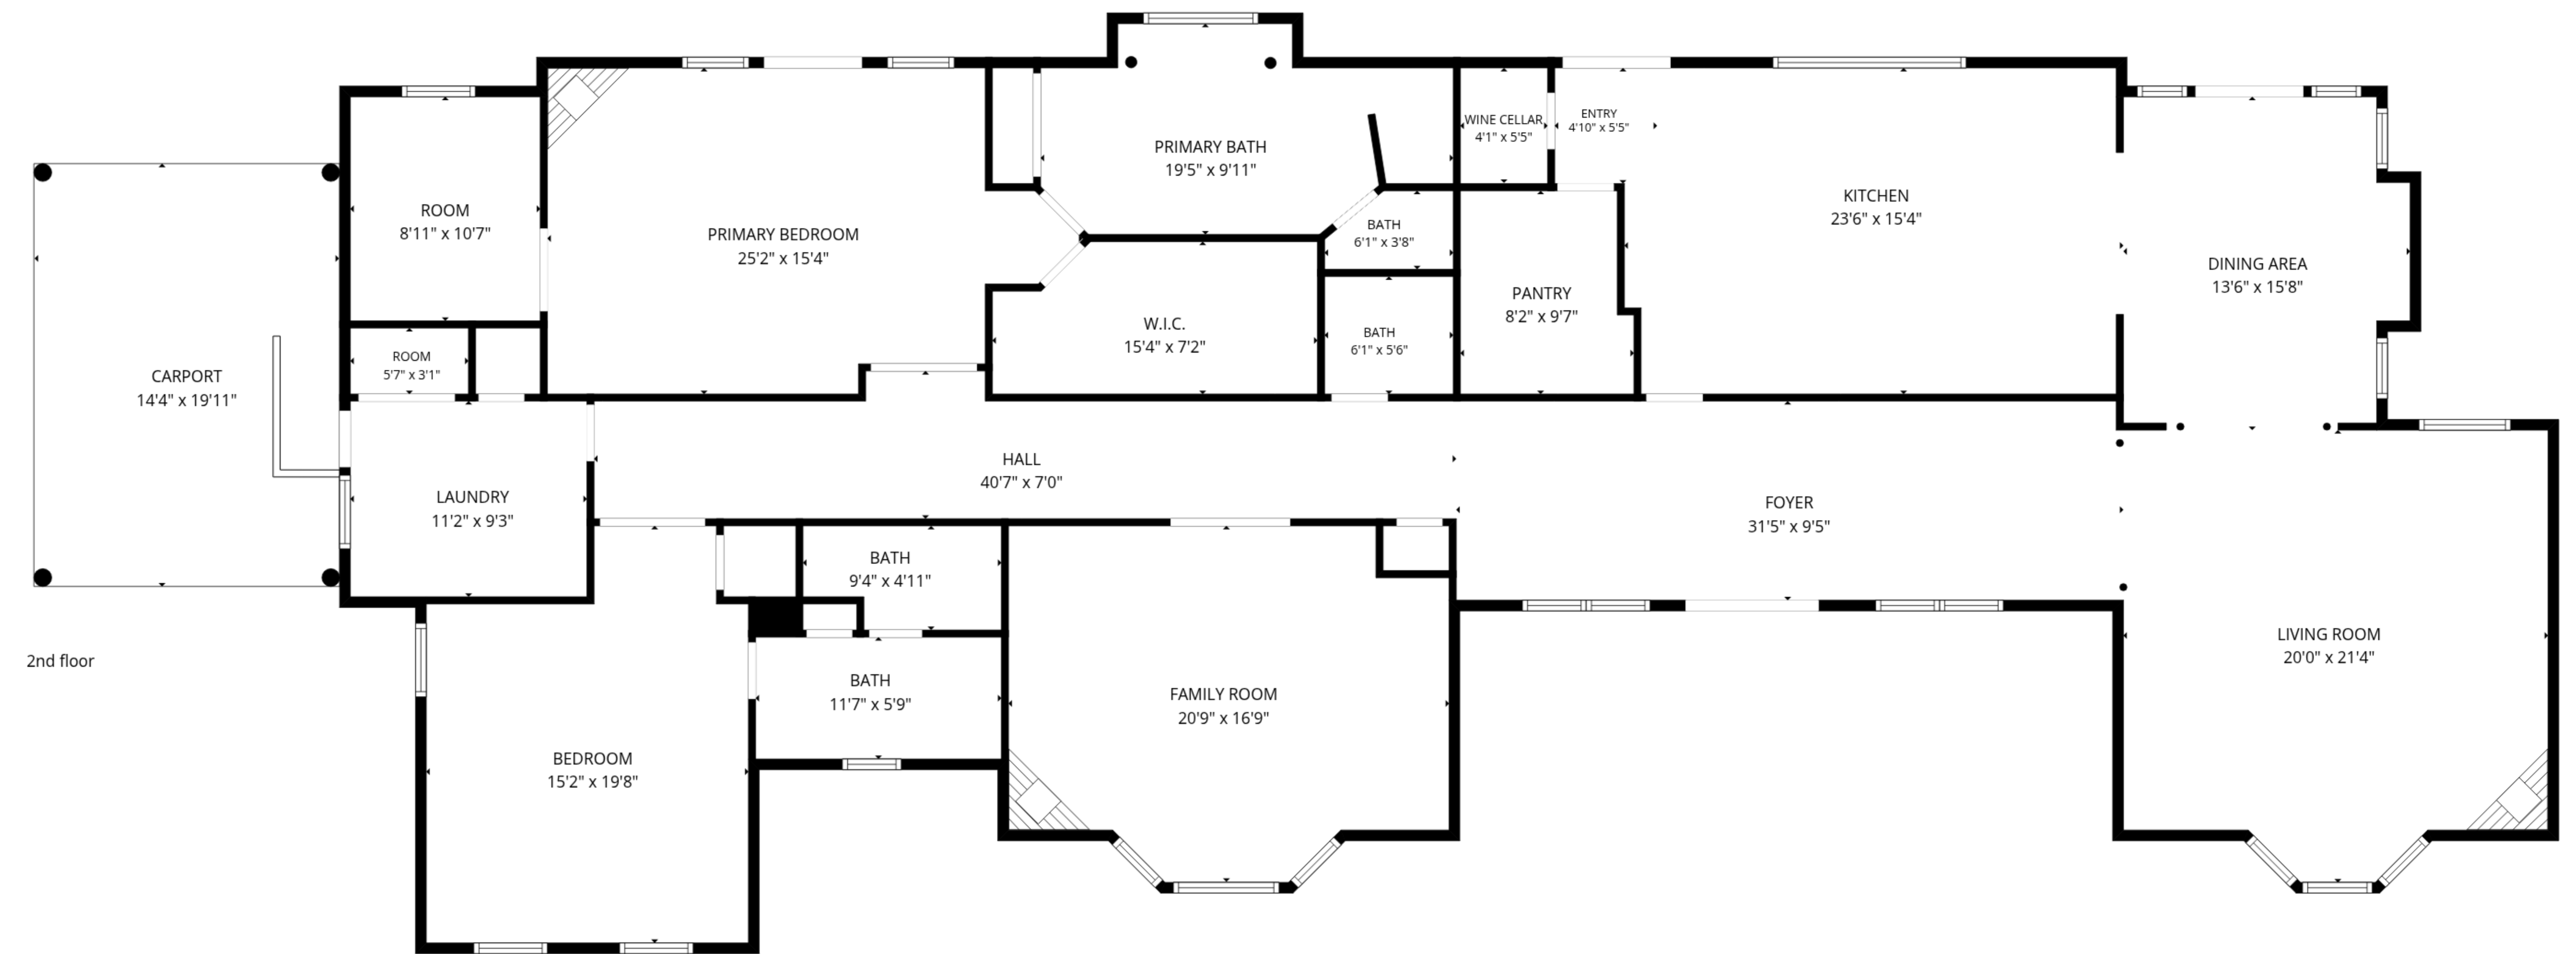 PRIMARY BATH
19'5" x 9'11"
WINE CELLAR
4'1" x 5'5"
ENTRY
4'10" x 5'5"
ROOM
8'11" x 10'7"
PRIMARY BEDROOM
25'2" x 15'4"
BATH
6'1" x 3'8"
KITCHEN
23'6" x 15'4"
DINING AREA
13'6" x 15'8"
PANTRY
8'2" x 9'7"
W.I.C.
15'4" x 7'2"
BATH
6'1" x 5'6"
ROOM
5'7" x 3'1"
CARPORT
14'4" x 19'11"
HALL
40'7" x 7'0"
LAUNDRY
11'2" x 9'3"
FOYER
31'5" x 9'5"
BATH
9'4" x 4'11"
LIVING ROOM
20'0" x 21'4"
2nd floor
BATH
11'7" x 5'9"
FAMILY ROOM
20'9" x 16'9"
BEDROOM
15'2" x 19'8"